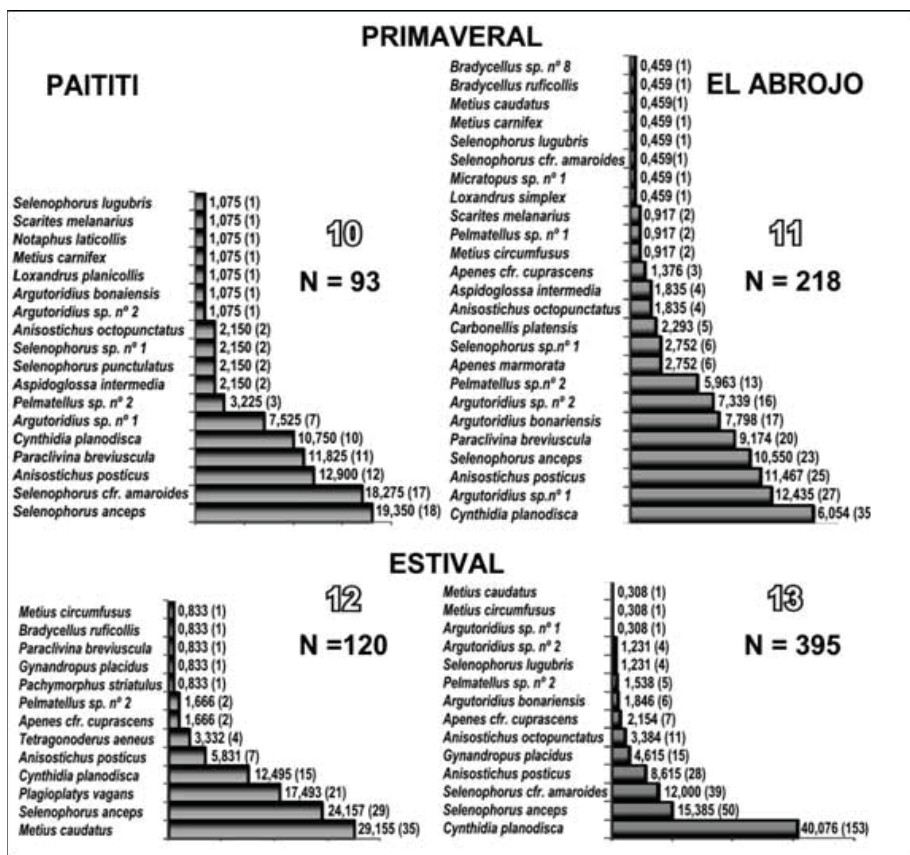 PRIMAVERAL
PAITITI
10
N = 93
Selenophorus lugubris 1,075 (1)
Scarites melanarius 1,075 (1)
Notaphus laticollis 1,075 (1)
Metius carnifex 1,075 (1)
Loxandrus planicollis 1,075 (1)
Argutoridius bonaiensis 1,075 (1)
Argutoridius sp. nº 2 1,075 (1)
Anisostichus octopunctatus 2,150 (2)
Selenophorus sp. nº 1 2,150 (2)
Selenophorus punctulatus 2,150 (2)
Aspidoglossa intermedia 2,150 (2)
Pelmatellus sp. nº 2 3,225 (3)
Argutoridius sp. nº 1 7,525 (7)
Cynthidia planodisca 10,750 (10)
Paraclivina breviuscula 11,825 (11)
Anisostichus posticus 12,900 (12)
Selenophorus cfr. amaroides 18,275 (17)
Selenophorus anceps 19,350 (18)
EL ABROJO
11
N = 218
Bradycellus sp. nº 8 0,459 (1)
Bradycellus ruficollis 0,459 (1)
Metius caudatus 0,459(1)
Metius carnifex 0,459 (1)
Selenophorus lugubris 0,459 (1)
Selenophorus cfr. amaroides 0,459(1)
Micratopus sp. nº 1 0,459 (1)
Loxandrus simplex 0,459 (1)
Scarites melanarius 0,917 (2)
Pelmatellus sp. nº 1 0,917 (2)
Metius circumfusus 0,917 (2)
Apenes cfr. cuprascens 1,376 (3)
Aspidoglossa intermedia 1,835 (4)
Anisostichus octopunctatus 1,835 (4)
Carbonellis platensis 2,293 (5)
Selenophorus sp.nº 1 2,752 (6)
Apenes marmorata 2,752 (6)
Pelmatellus sp.nº 2 5,963 (13)
Argutoridius sp. nº 2 7,339 (16)
Argutoridius bonariensis 7,798 (17)
Paraclivina breviuscula 9,174 (20)
Selenophorus anceps 10,550 (23)
Anisostichus posticus 11,467 (25)
Argutoridius sp.nº 1 12,435 (27)
Cynthidia planodisca 6,054 (35
ESTIVAL
12
N =120
Metius circumfusus 0,833 (1)
Bradycellus ruficollis 0,833 (1)
Paraclivina breviuscula 0,833 (1)
Gynandropus placidus 0,833 (1)
Pachymorphus striatulus 0,833 (1)
Pelmatellus sp. nº 2 1,666 (2)
Apenes cfr. cuprascens 1,666 (2)
Tetragonoderus aeneus 3,332 (4)
Anisostichus posticus 5,831 (7)
Cynthidia planodisca 12,495 (15)
Plagioplatys vagans 17,493 (21)
Selenophorus anceps 24,157 (29)
Metius caudatus 29,155 (35)
13
N = 395
Metius caudatus 0,308 (1)
Metius circumfusus 0,308 (1)
Argutoridius sp. nº 1 0,308 (1)
Argutoridius sp. nº 2 1,231 (4)
Selenophorus lugubris 1,231 (4)
Pelmatellus sp. nº 2 1,538 (5)
Argutoridius bonariensis 1,846 (6)
Apenes cfr. cuprascens 2,154 (7)
Anisostichus octopunctatus 3,384 (11)
Gynandropus placidus 4,615 (15)
Anisostichus posticus 8,615 (28)
Selenophorus cfr. amaroides 12,000 (39)
Selenophorus anceps 15,385 (50)
Cynthidia planodisca 40,076 (153)